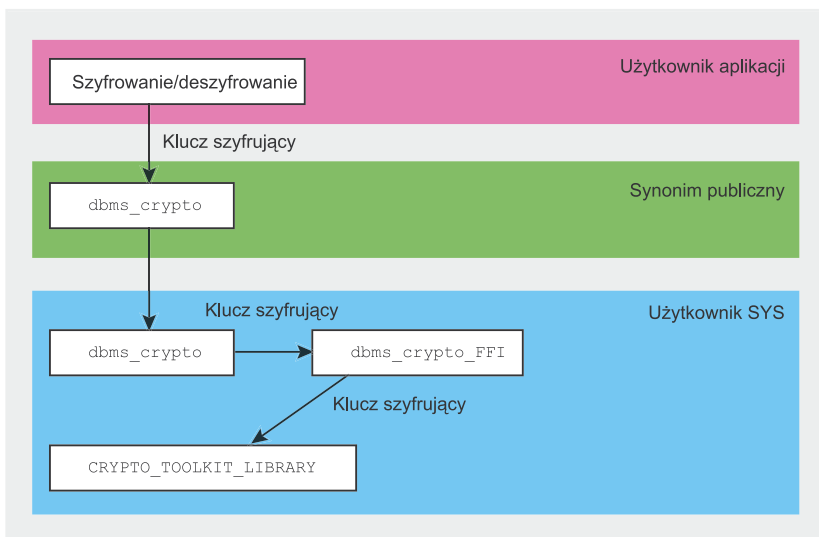 Użytkownik aplikacji
Szyfrowanie/deszyfrowanie
Klucz szyfrujący
Synonim publiczny
dbms_crypto
Klucz szyfrujący
Użytkownik SYS
dbms_crypto
dbms_crypto_FFI
Klucz szyfrujący
CRYPTO_TOOLKIT_LIBRARY